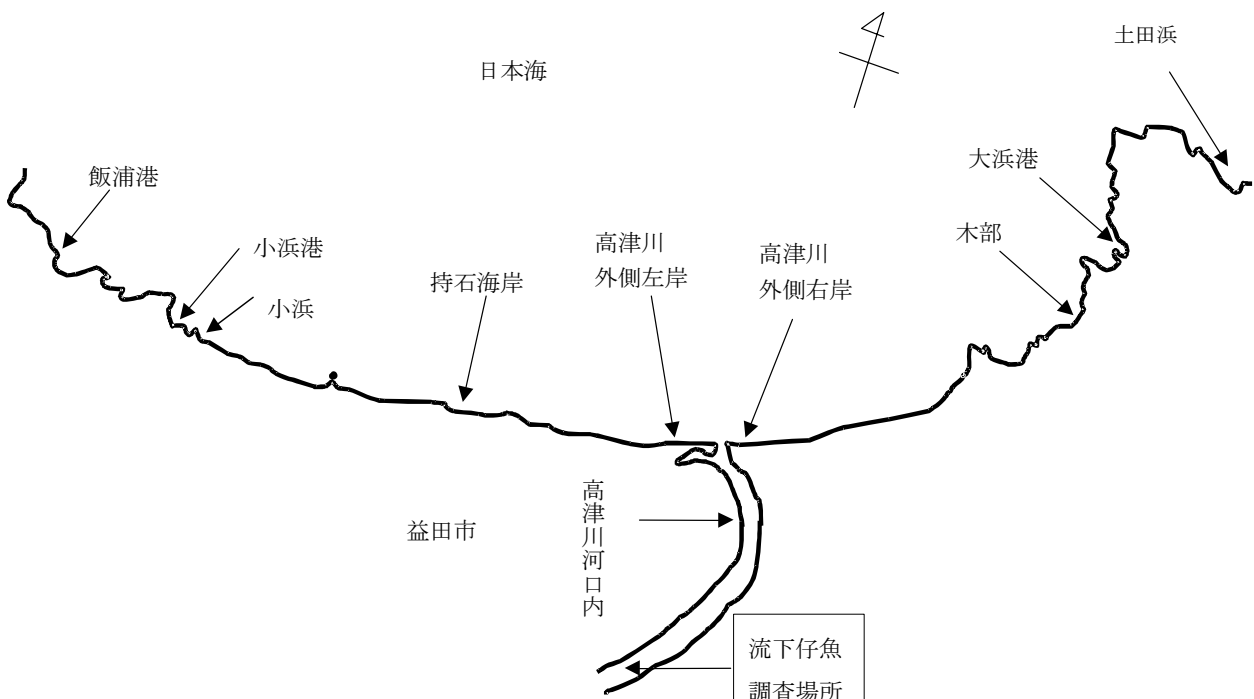 土田浜
日本海
大浜港
飯浦港
木部
小浜港
高津川
外側左岸
高津川
外側右岸
持石海岸
小浜
高津川河口内
益田市
流下仔魚
調査場所